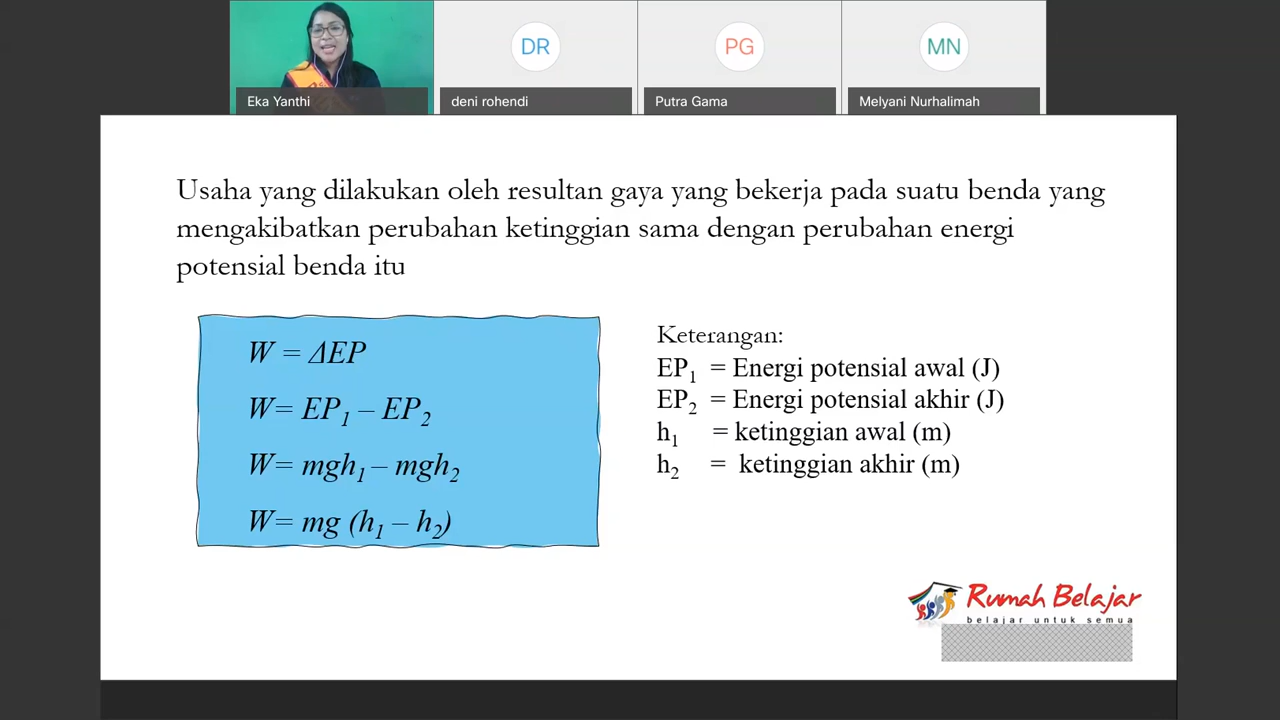 DR
PG
MN
Eka Yanthi
deni rohendi
Putra Gama
Melyani Nurhalimah
Usaha yang dilakukan oleh resultan gaya yang bekerja pada suatu benda yang
mengakibatkan perubahan ketinggian sama dengan perubahan energi
potensial benda itu
W = ΔEP
W= EP₁ – EP₂
W= mgh₁ – mgh₂
W= mg (h₁ – h₂)
Keterangan:
EP₁ = Energi potensial awal (J)
EP₂ = Energi potensial akhir (J)
h₁ = ketinggian awal (m)
h₂ = ketinggian akhir (m)
Rumah Belajar
belajar untuk semua